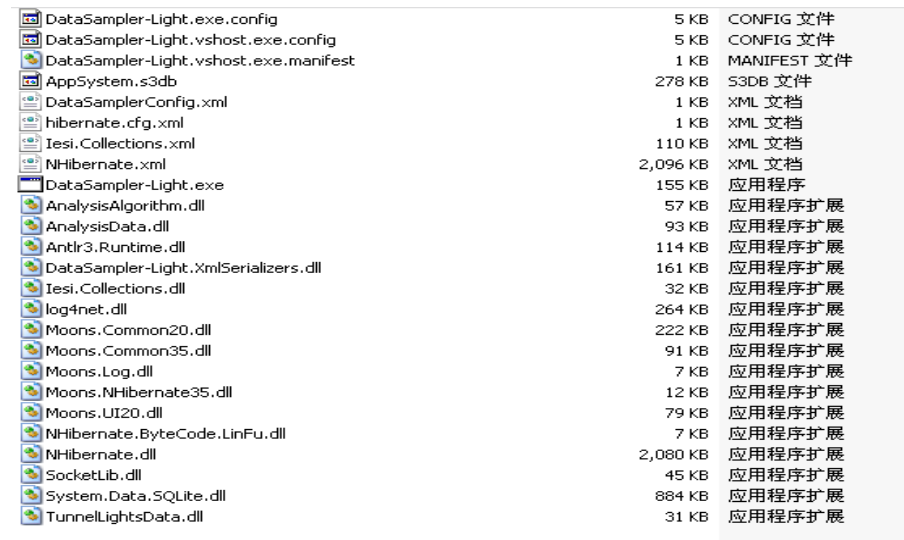 DataSampler-Light.exe.config 5 KB CONFIG 文件
DataSampler-Light.vshost.exe.config 5 KB CONFIG 文件
DataSampler-Light.vshost.exe.manifest 1 KB MANIFEST 文件
AppSystem.s3db 278 KB S3DB 文件
DataSamplerConfig.xml 1 KB XML 文档
hibernate.cfg.xml 1 KB XML 文档
Iesi.Collections.xml 110 KB XML 文档
NHibernate.xml 2,096 KB XML 文档
DataSampler-Light.exe 155 KB 应用程序
AnalysisAlgorithm.dll 57 KB 应用程序扩展
AnalysisData.dll 93 KB 应用程序扩展
Antlr3.Runtime.dll 114 KB 应用程序扩展
DataSampler-Light.XmlSerializers.dll 161 KB 应用程序扩展
Iesi.Collections.dll 32 KB 应用程序扩展
log4net.dll 264 KB 应用程序扩展
Moons.Common20.dll 222 KB 应用程序扩展
Moons.Common35.dll 91 KB 应用程序扩展
Moons.Log.dll 7 KB 应用程序扩展
Moons.NHibernate35.dll 12 KB 应用程序扩展
Moons.UI20.dll 79 KB 应用程序扩展
NHibernate.ByteCode.LinFu.dll 7 KB 应用程序扩展
NHibernate.dll 2,080 KB 应用程序扩展
SocketLib.dll 45 KB 应用程序扩展
System.Data.SQLite.dll 884 KB 应用程序扩展
TunnelLightsData.dll 31 KB 应用程序扩展